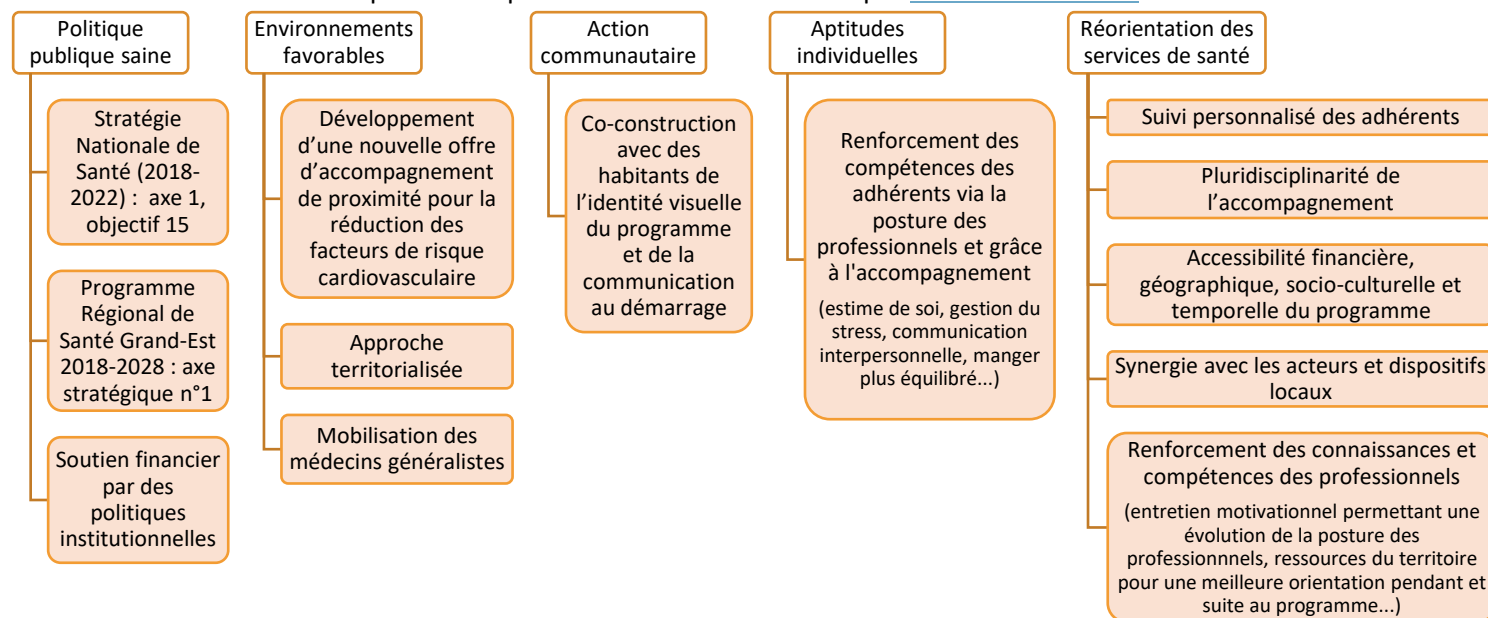 Politique
publique saine
Stratégie
Nationale de
Santé (2018-
2022) : axe 1,
objectif 15
Programme
Régional de
Santé Grand-Est
2018-2028 : axe
stratégique n°1
Soutien financier
par des
politiques
institutionnelles
Environnements
favorables
Développement
d’une nouvelle offre
d’accompagnement
de proximité pour la
réduction des
facteurs de risque
cardiovasculaire
Approche
territorialisée
Mobilisation des
médecins généralistes
Action
communautaire
Co-construction
avec des
habitants de
l’identité visuelle
du programme
et de la
communication
au démarrage
Aptitudes
individuelles
Renforcement des
compétences des
adhérents via la
posture des
professionnels et grâce
à l'accompagnement
(estime de soi, gestion du
stress, communication
interpersonnelle, manger
plus équilibré...)
Réorientation des
services de santé
Suivi personnalisé des adhérents
Pluridisciplinarité de
l’accompagnement
Accessibilité financière,
géographique, socio-culturelle et
temporelle du programme
Synergie avec les acteurs et dispositifs
locaux
Renforcement des connaissances et
compétences des professionnels
(entretien motivationnel permettant une
évolution de la posture des
professionnnels, ressources du territoire
pour une meilleure orientation pendant et
suite au programme...)